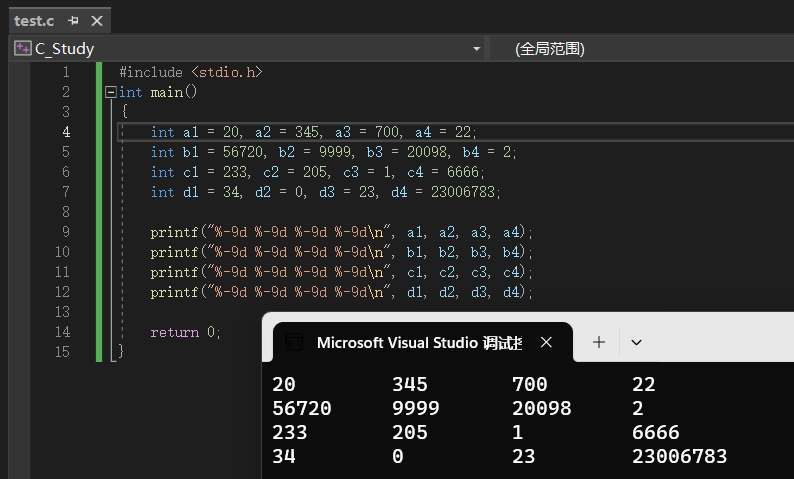 test.c
C_Study (全局范围)
1 #include <stdio.h>
2 int main()
3 {
4 int a1 = 20, a2 = 345, a3 = 700, a4 = 22;
5 int b1 = 56720, b2 = 9999, b3 = 20098, b4 = 2;
6 int c1 = 233, c2 = 205, c3 = 1, c4 = 6666;
7 int d1 = 34, d2 = 0, d3 = 23, d4 = 23006783;
8
9 printf("%-9d %-9d %-9d %-9d\n", a1, a2, a3, a4);
10 printf("%-9d %-9d %-9d %-9d\n", b1, b2, b3, b4);
11 printf("%-9d %-9d %-9d %-9d\n", c1, c2, c3, c4);
12 printf("%-9d %-9d %-9d %-9d\n", d1, d2, d3, d4);
13
14 return 0;
15 }
Microsoft Visual Studio 调试
20 345 700 22
56720 9999 20098 2
233 205 1 6666
34 0 23 23006783